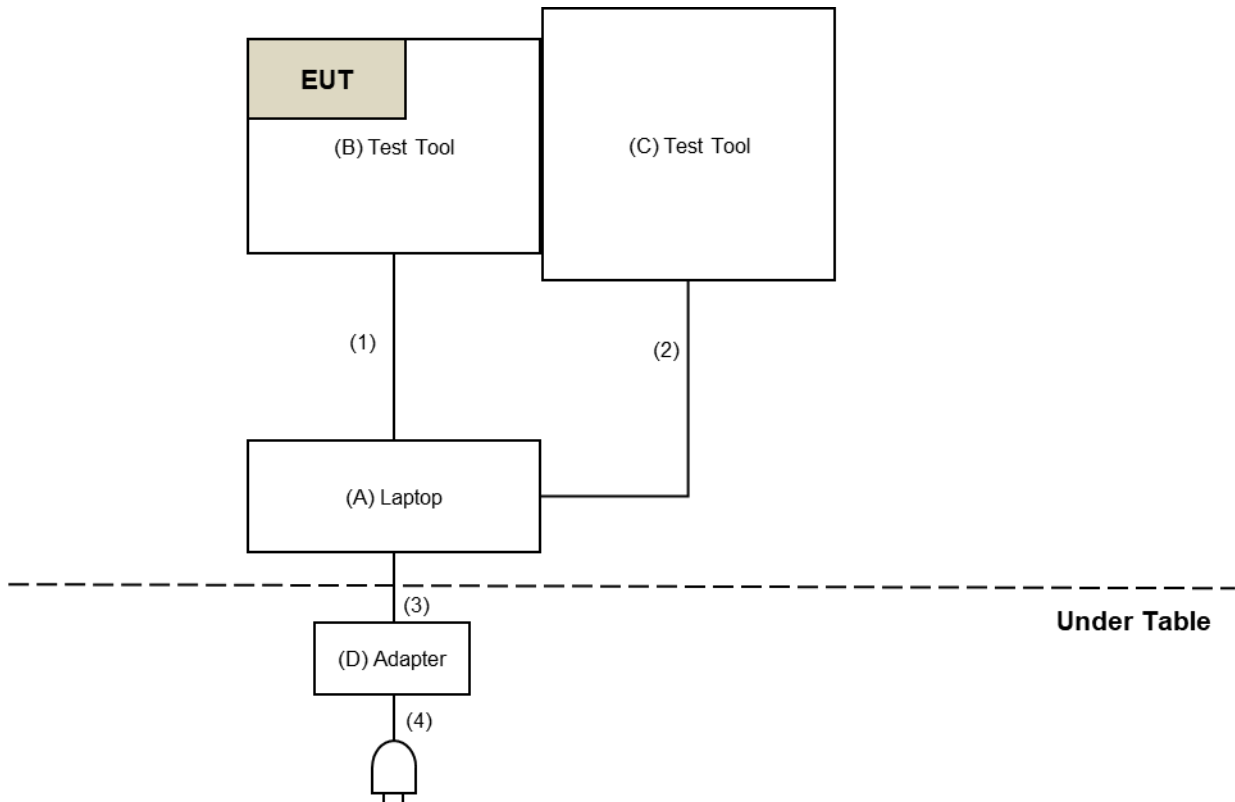 EUT
(B) Test Tool
(C) Test Tool
(1)
(2)
(A) Laptop
(3)
Under Table
(D) Adapter
(4)